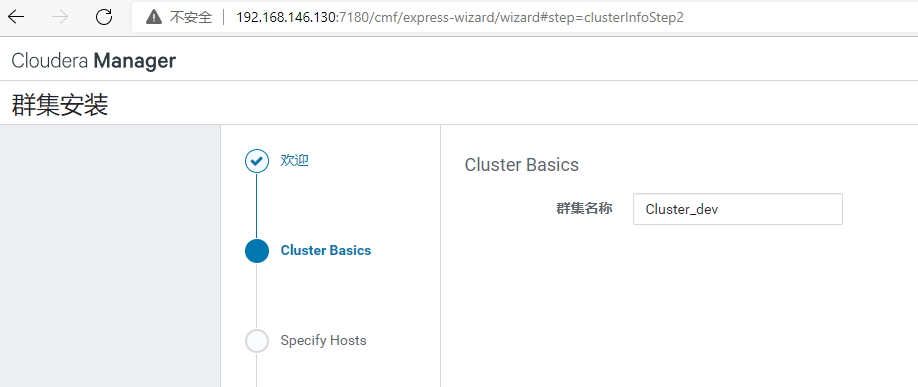 不安全 192.168.146.130:7180/cmf/express-wizard/wizard#step=clusterInfoStep2
Cloudera Manager
群集安装
欢迎
Cluster Basics
Specify Hosts
Cluster Basics
群集名称 Cluster_dev